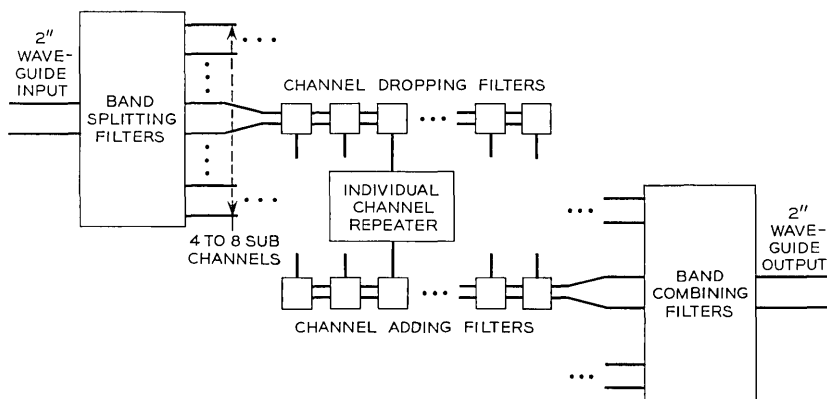 2"
WAVE-
GUIDE
INPUT
BAND
SPLITTING
FILTERS
4 TO 8 SUB
CHANNELS
CHANNEL DROPPING FILTERS
INDIVIDUAL
CHANNEL
REPEATER
CHANNEL ADDING FILTERS
BAND
COMBINING
FILTERS
2"
WAVE-
GUIDE
OUTPUT